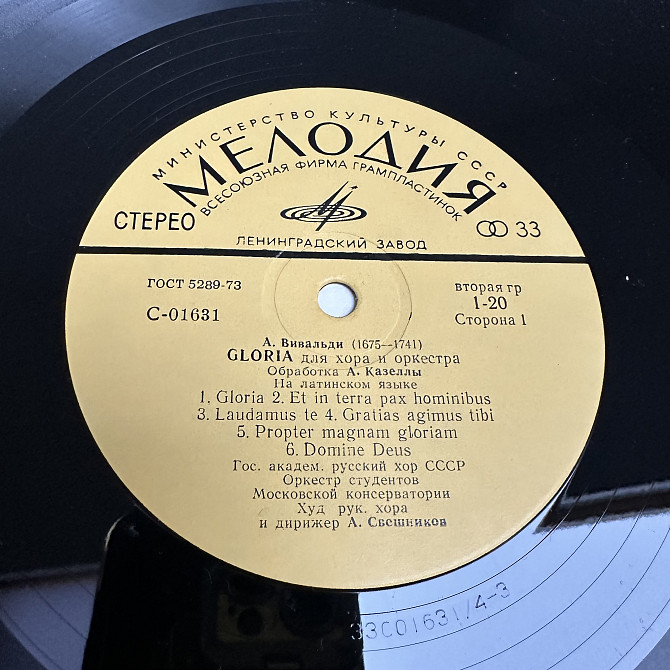 МИНИСТЕРСТВО КУЛЬТУРЫ СССР
МЕЛОДИЯ
ВСЕСОЮЗНАЯ ФИРМА ГРАМПЛАСТИНОК
СТЕРЕО
33
ЛЕНИНГРАДСКИЙ ЗАВОД
ГОСТ 5289-73
вторая гр
С-01631
1-20
Сторона 1
А. Вивальди (1675—1741)
GLORIA для хора и оркестра
Обработка А. Казеллы
На латинском языке
1. Gloria 2. Et in terra pax hominibus
3. Laudamus te 4. Gratias agimus tibi
5. Propter magnam gloriam
6. Domine Deus
Гос. академ. русский хор СССР
Оркестр студентов
Московской консерватории
Худ рук. хора
и дирижер А. Свешников
33С01631/4-3